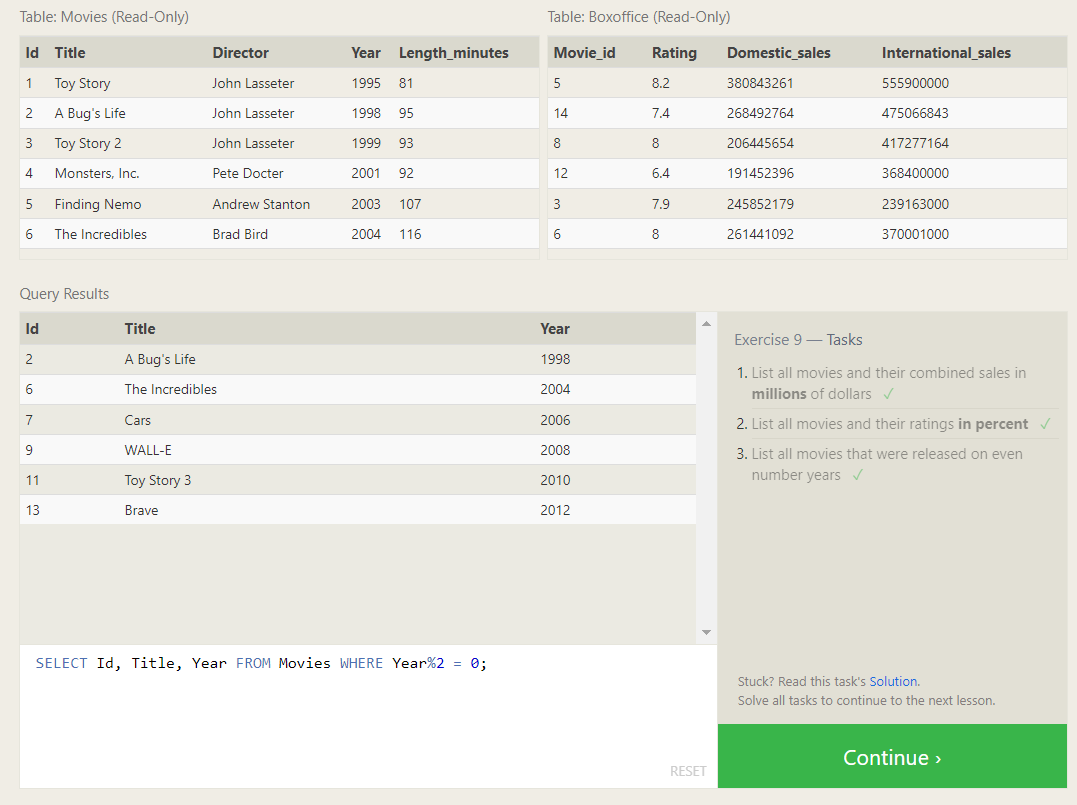 Table: Movies (Read-Only) Table: Boxoffice (Read-Only)
Id Title Director Year Length_minutes Movie_id Rating Domestic_sales International_sales
1 Toy Story John Lasseter 1995 81 5 8.2 380843261 555900000
2 A Bug's Life John Lasseter 1998 95 14 7.4 268492764 475066843
3 Toy Story 2 John Lasseter 1999 93 8 8 206445654 417277164
4 Monsters, Inc. Pete Docter 2001 92 12 6.4 191452396 368400000
5 Finding Nemo Andrew Stanton 2003 107 3 7.9 245852179 239163000
6 The Incredibles Brad Bird 2004 116 6 8 261441092 370001000
Query Results
Id Title Year
2 A Bug's Life 1998
6 The Incredibles 2004
7 Cars 2006
9 WALL-E 2008
11 Toy Story 3 2010
13 Brave 2012
SELECT Id, Title, Year FROM Movies WHERE Year%2 = 0;
RESET
Exercise 9 — Tasks
1. List all movies and their combined sales in
millions of dollars ✓
2. List all movies and their ratings in percent ✓
3. List all movies that were released on even
number years ✓
Stuck? Read this task's Solution.
Solve all tasks to continue to the next lesson.
Continue ›